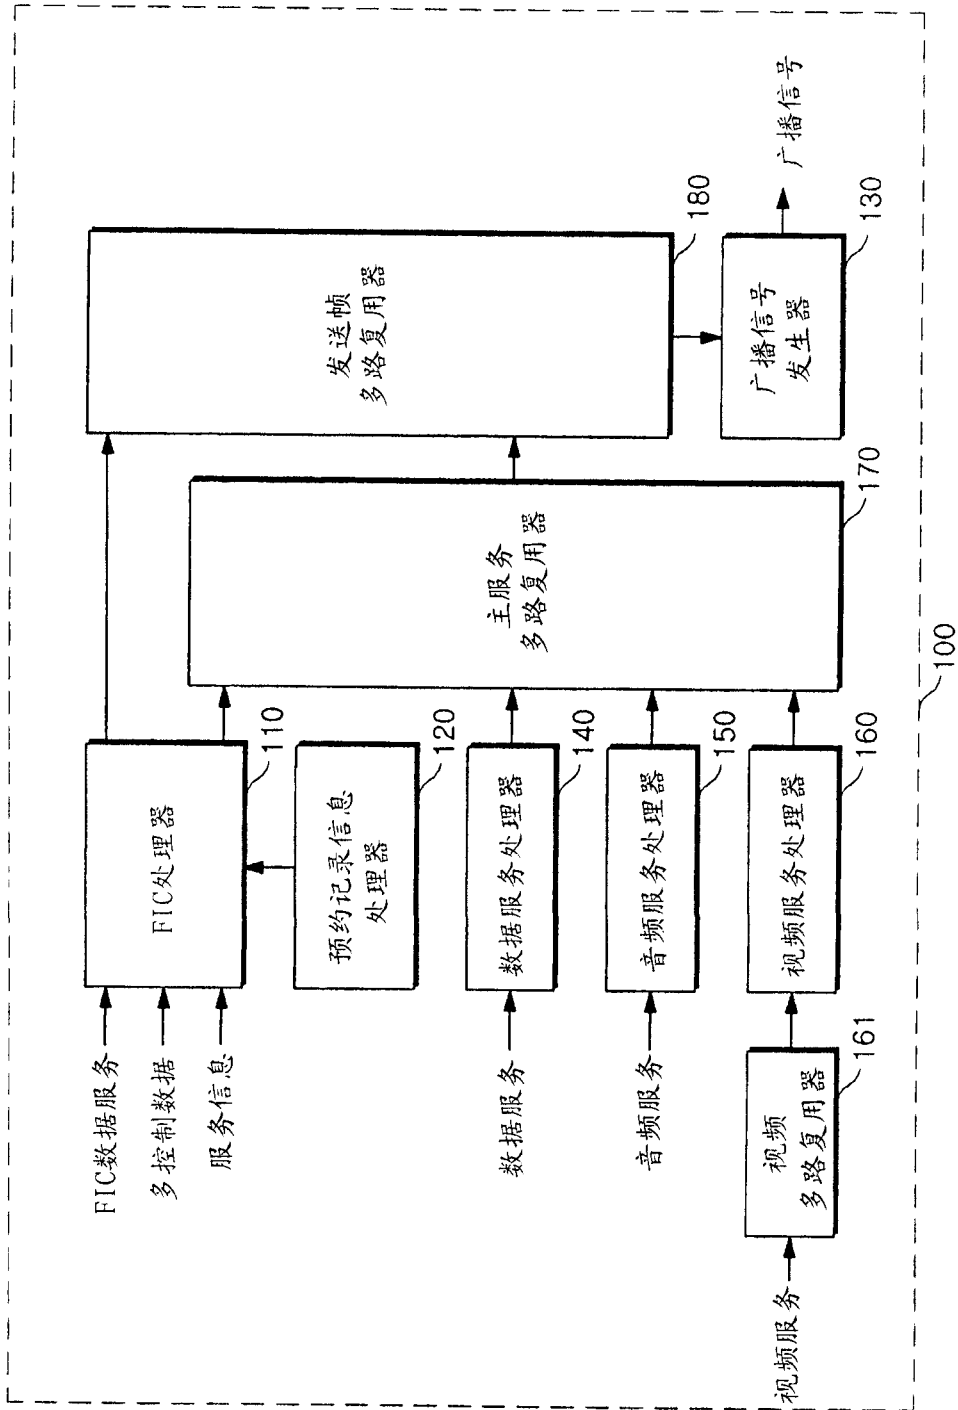 FIC数据服务
多控制数据
服务信息
FIC处理器
110
预约记录信息
处理器
120
数据服务
数据服务处理器
140
音频服务
音频服务处理器
150
视频服务
视频
多路复用器
161
视频服务处理器
160
主服务
多路复用器
170
发送帧
多路复用器
180
广播信号
发生器
130
广播信号
100